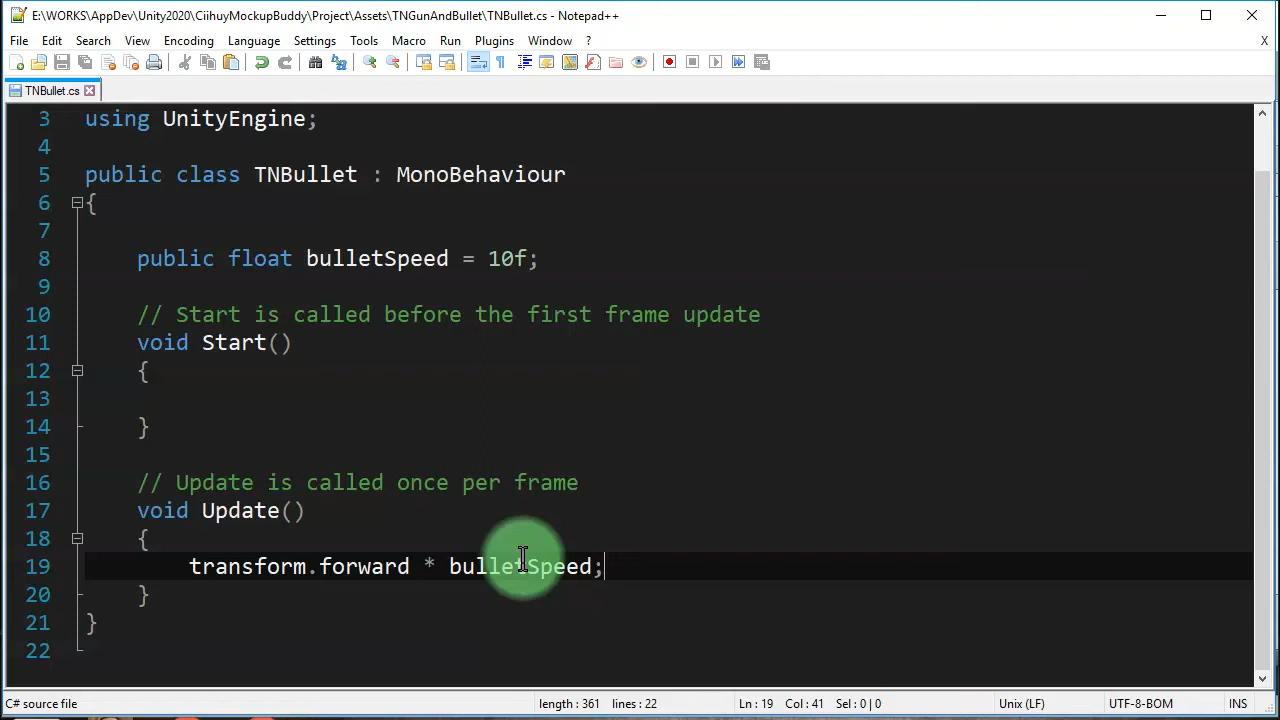 E:\WORKS\AppDev\Unity2020\CiihuyMockupBuddy\Project\Assets\TNGunAndBullet\TNBullet.cs - Notepad++
File Edit Search View Encoding Language Settings Tools Macro Run Plugins Window ? X
TNBullet.cs
3 using UnityEngine;
4
5 public class TNBullet : MonoBehaviour
6 {
7
8 public float bulletSpeed = 10f;
9
10 // Start is called before the first frame update
11 void Start()
12 {
13
14 }
15
16 // Update is called once per frame
17 void Update()
18 {
19 transform.forward * bulletSpeed;
20 }
21 }
22
C# source file length : 361 lines : 22 Ln : 19 Col : 41 Sel : 0 | 0 Unix (LF) UTF-8-BOM INS